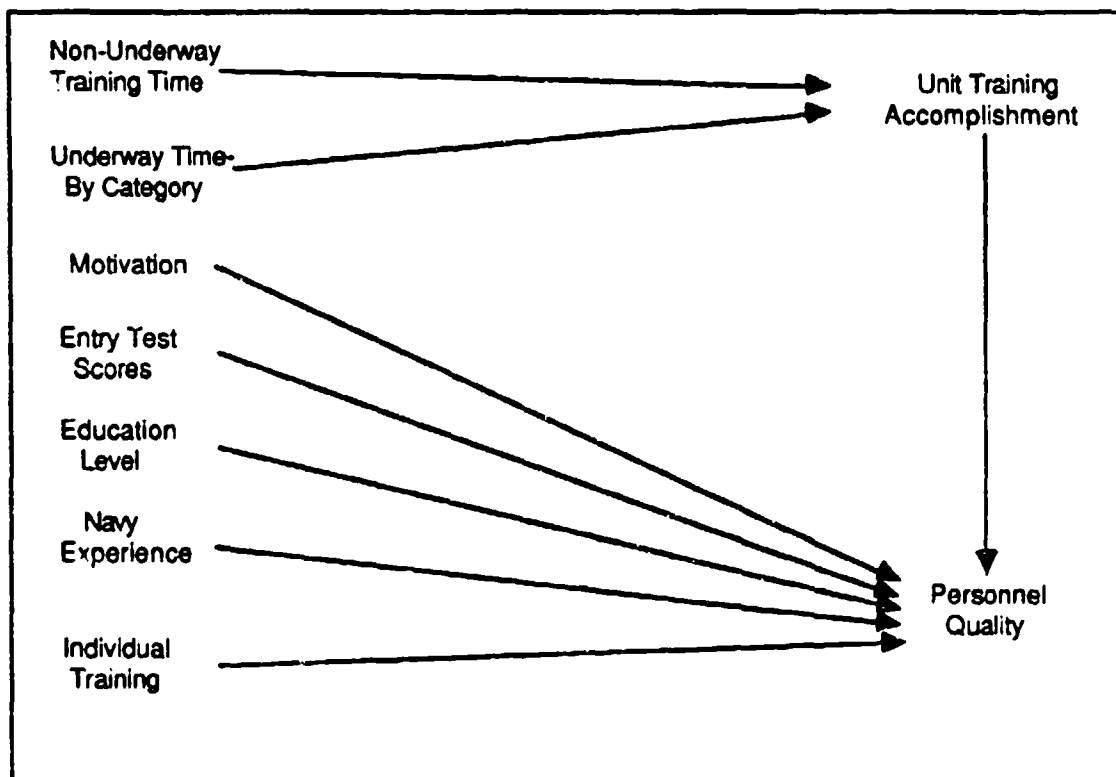 Non-Underway
Training Time
Unit Training
Accomplishment
Underway Time-
By Category
Motivation
Entry Test
Scores
Education
Level
Navy
Experience
Personnel
Quality
Individual
Training